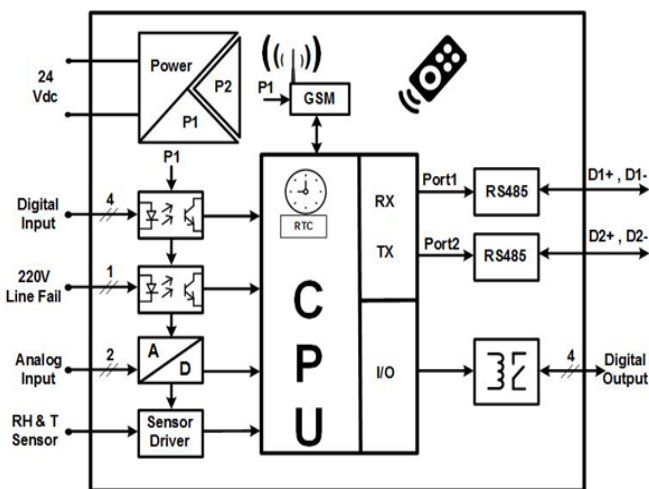 24
Vdc
Power
P2
P1
P1
GSM
P1
Digital
Input
4
220V
Line Fail
1
Analog
Input
2
A
D
RH & T
Sensor
Sensor
Driver
RTC
C
P
U
RX
TX
I/O
Port1
RS485
D1+ , D1-
Port2
RS485
D2+ , D2-
4
Digital
Output